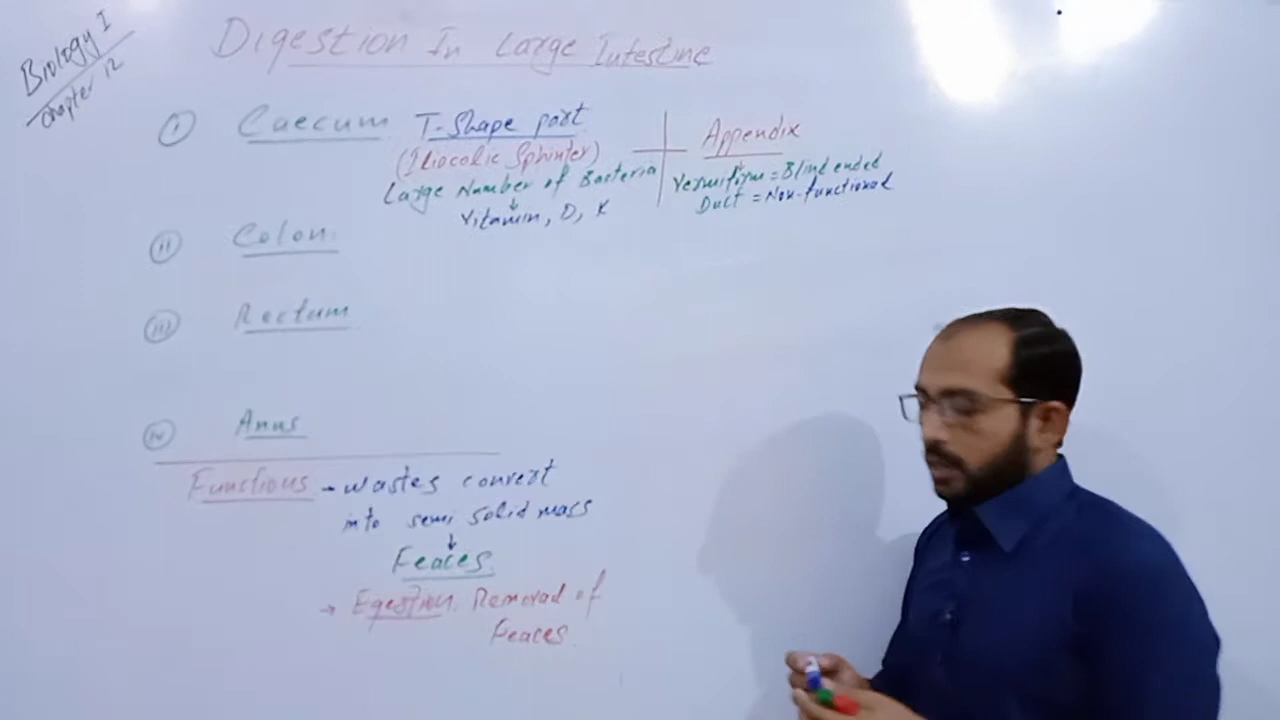 Biology I
Chapter 12
Digestion In Large Intestine
(i) Caecum T-Shape part
(Iliocolic Sphinter)
Large Number of Bacteria
↓
Vitamin, D, K
Appendix
Vermiform = Blind ended
Duct = Non-functional
(ii) Colon.
(iii) Rectum
(iv) Anus
Functions → wastes convert
into semi solid mass
↓
Feaces.
→ Egestion. Removal of
Feaces.